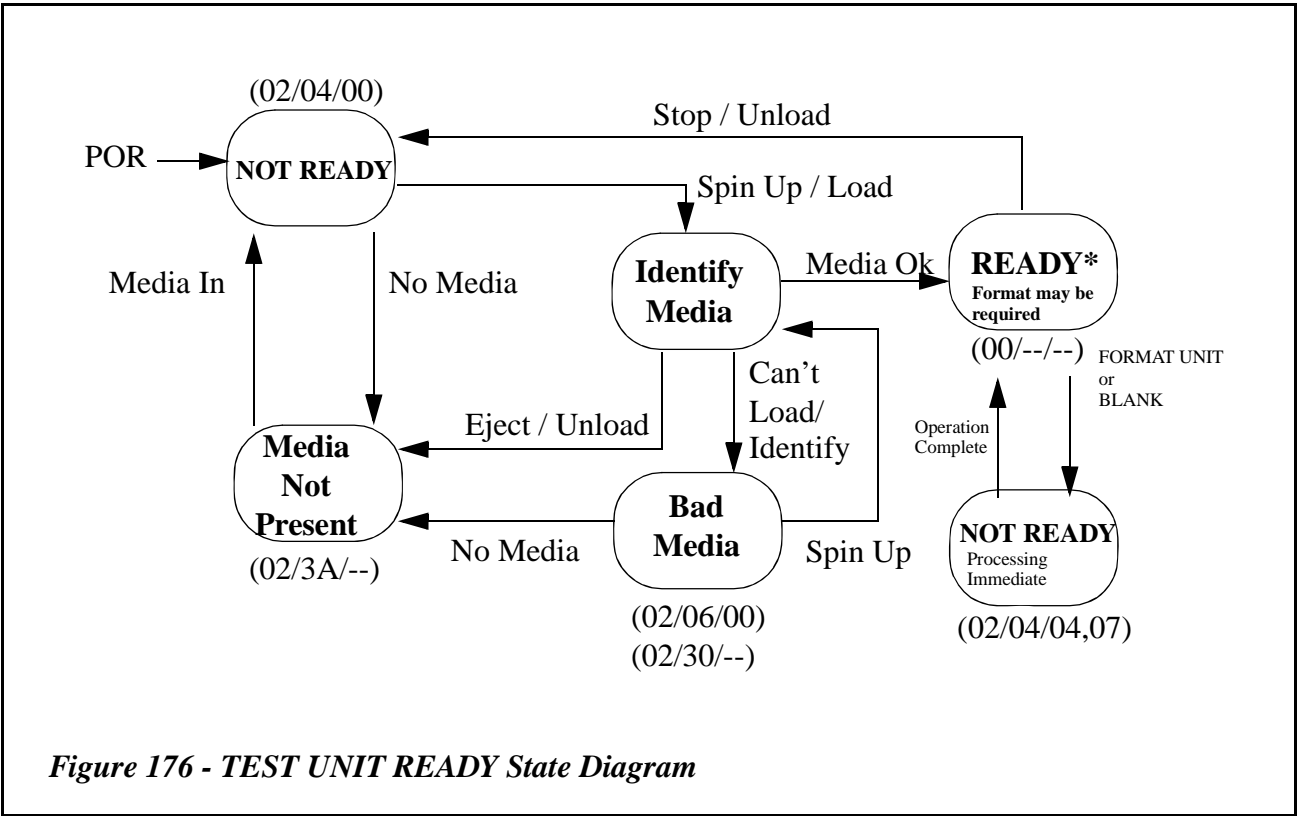 (02/04/00)
Stop / Unload
POR
NOT READY
Spin Up / Load
Media In
No Media
Identify
Media
Media Ok
READY*
Format may be
required
(00/--/--)
FORMAT UNIT
or
BLANK
Can't
Load/
Identify
Eject / Unload
Operation
Complete
Media
Not
Present
(02/3A/--)
No Media
Bad
Media
Spin Up
NOT READY
Processing
Immediate
(02/06/00)
(02/30/--)
(02/04/04,07)
Figure 176 - TEST UNIT READY State Diagram